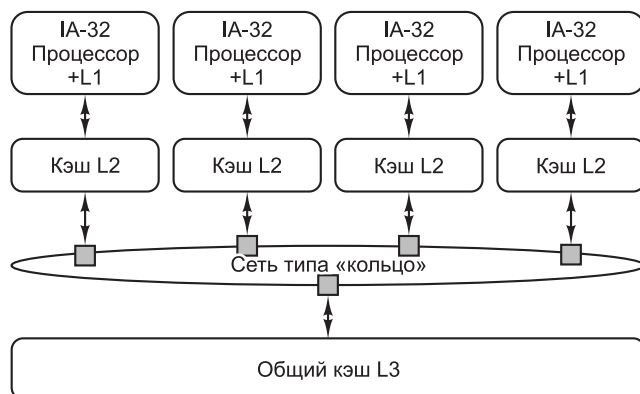 IA-32 IA-32 IA-32 IA-32
Процессор Процессор Процессор Процессор
+L1 +L1 +L1 +L1
Кэш L2 Кэш L2 Кэш L2 Кэш L2
Сеть типа «кольцо»
Общий кэш L3